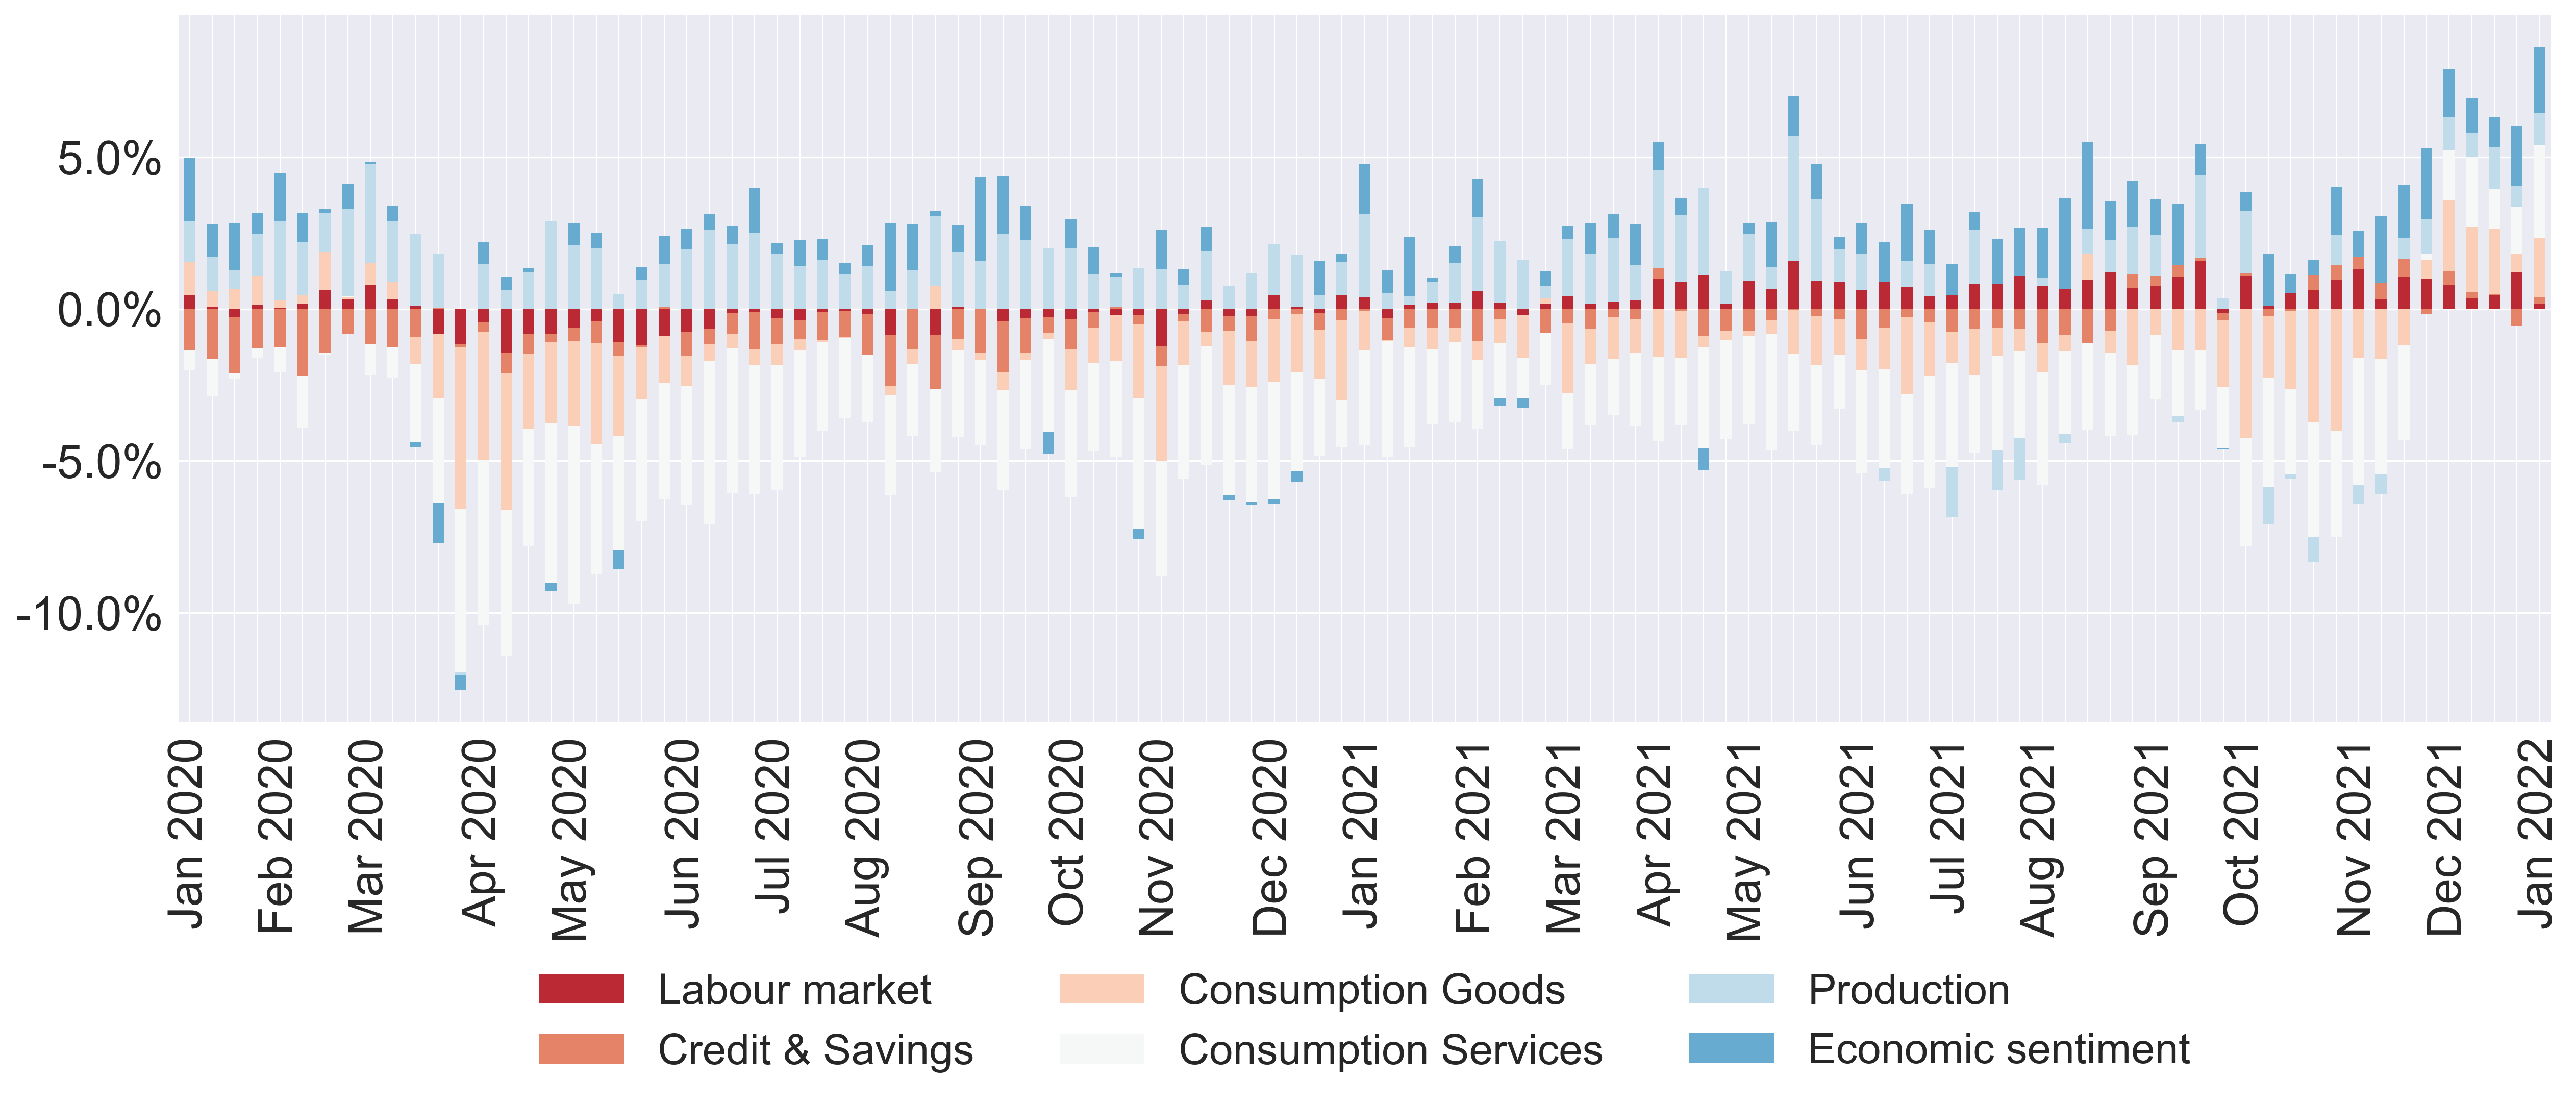 5.0%
0.0%
-5.0%
-10.0%
Jan 2020
Feb 2020
Mar 2020
Apr 2020
May 2020
Jun 2020
Jul 2020
Aug 2020
Sep 2020
Oct 2020
Nov 2020
Dec 2020
Jan 2021
Feb 2021
Mar 2021
Apr 2021
May 2021
Jun 2021
Jul 2021
Aug 2021
Sep 2021
Oct 2021
Nov 2021
Dec 2021
Jan 2022
Labour market
Credit & Savings
Consumption Goods
Consumption Services
Production
Economic sentiment